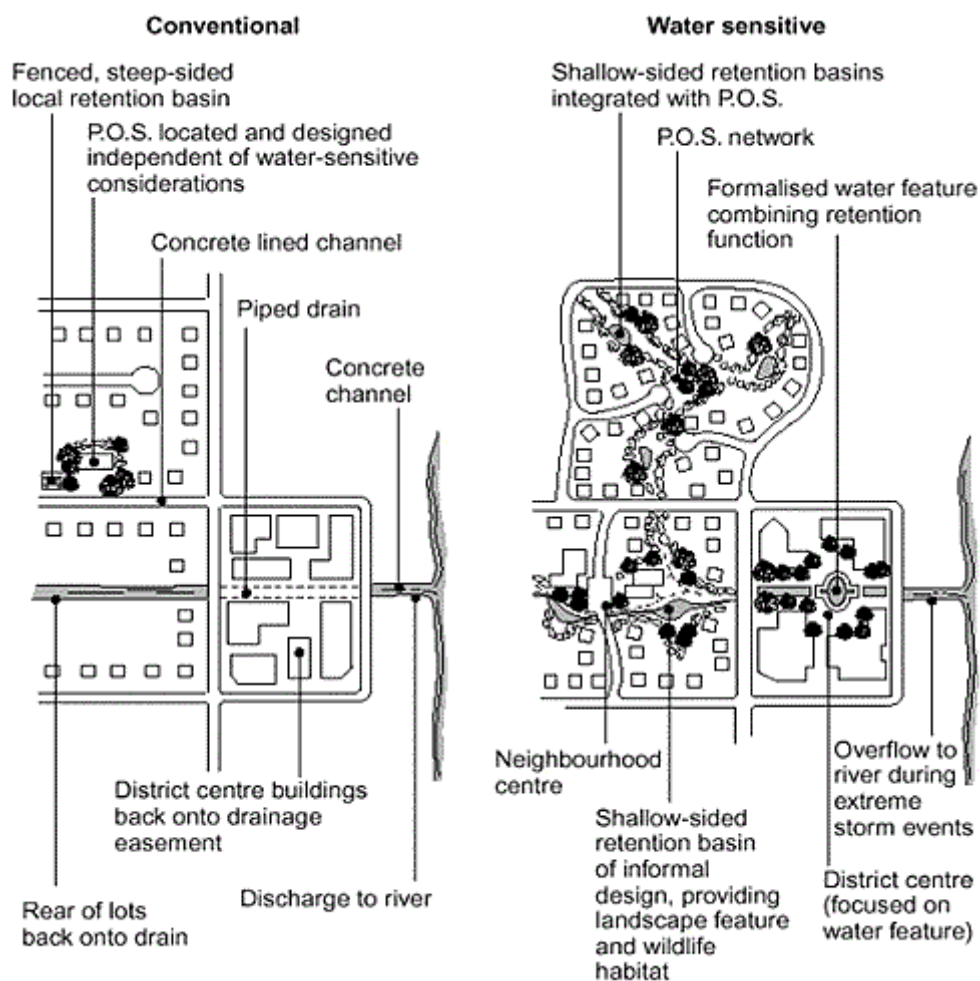 Conventional
Fenced, steep-sided
local retention basin
P.O.S. located and designed
independent of water-sensitive
considerations
Concrete lined channel
Piped drain
Concrete
channel
District centre buildings
back onto drainage
easement
Rear of lots
back onto drain
Discharge to river
Water sensitive
Shallow-sided retention basins
integrated with P.O.S.
P.O.S. network
Formalised water feature
combining retention
function
Neighbourhood
centre
Shallow-sided
retention basin
of informal
design, providing
landscape feature
and wildlife
habitat
Overflow to
river during
extreme
storm events
District centre
(focused on
water feature)